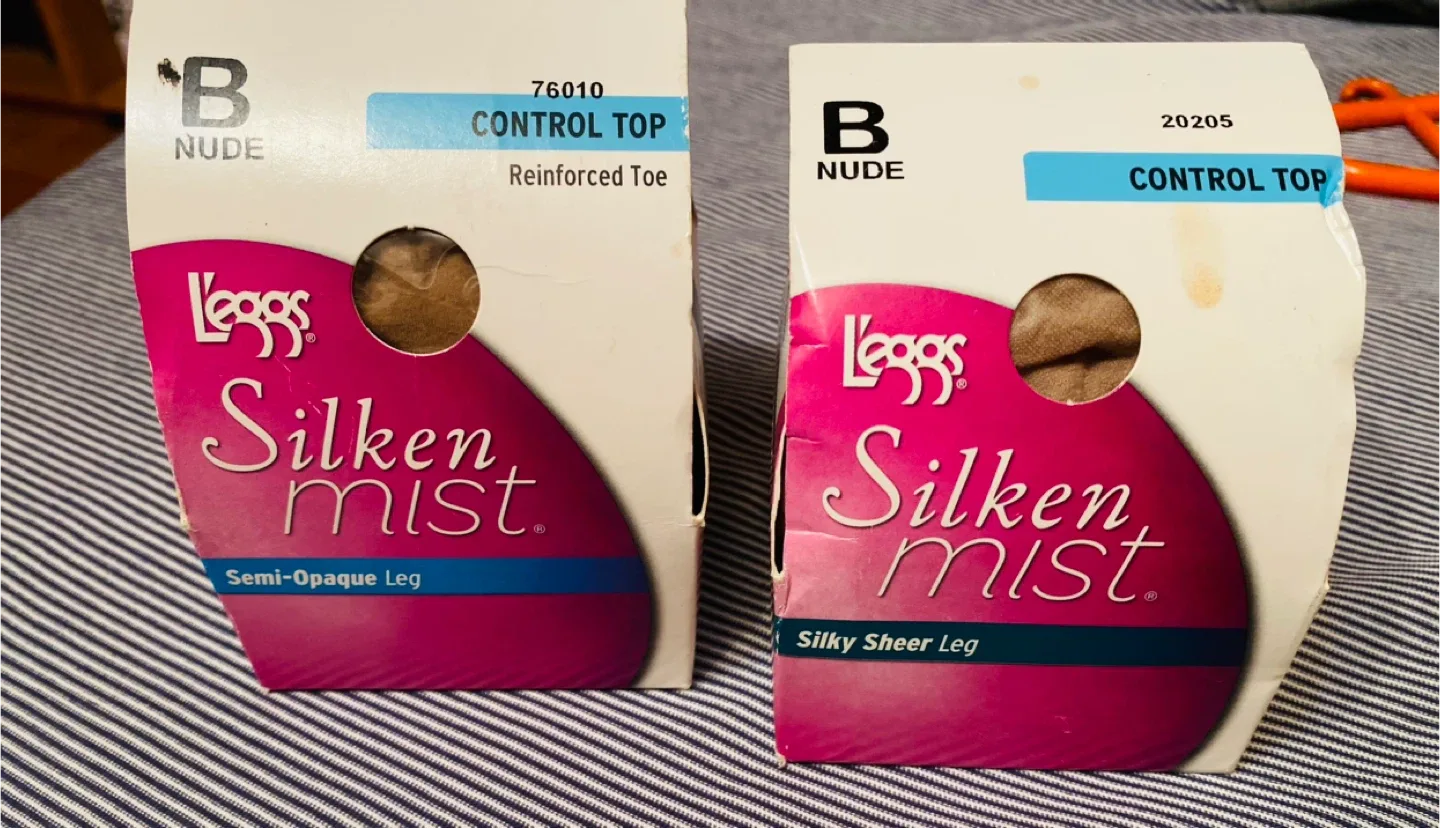 B
NUDE
76010
CONTROL TOP
Reinforced Toe
L'eggs®
Silken
mist®
Semi-Opaque Leg
B
NUDE
20205
CONTROL TOP
L'eggs®
Silken
mist®
Silky Sheer Leg